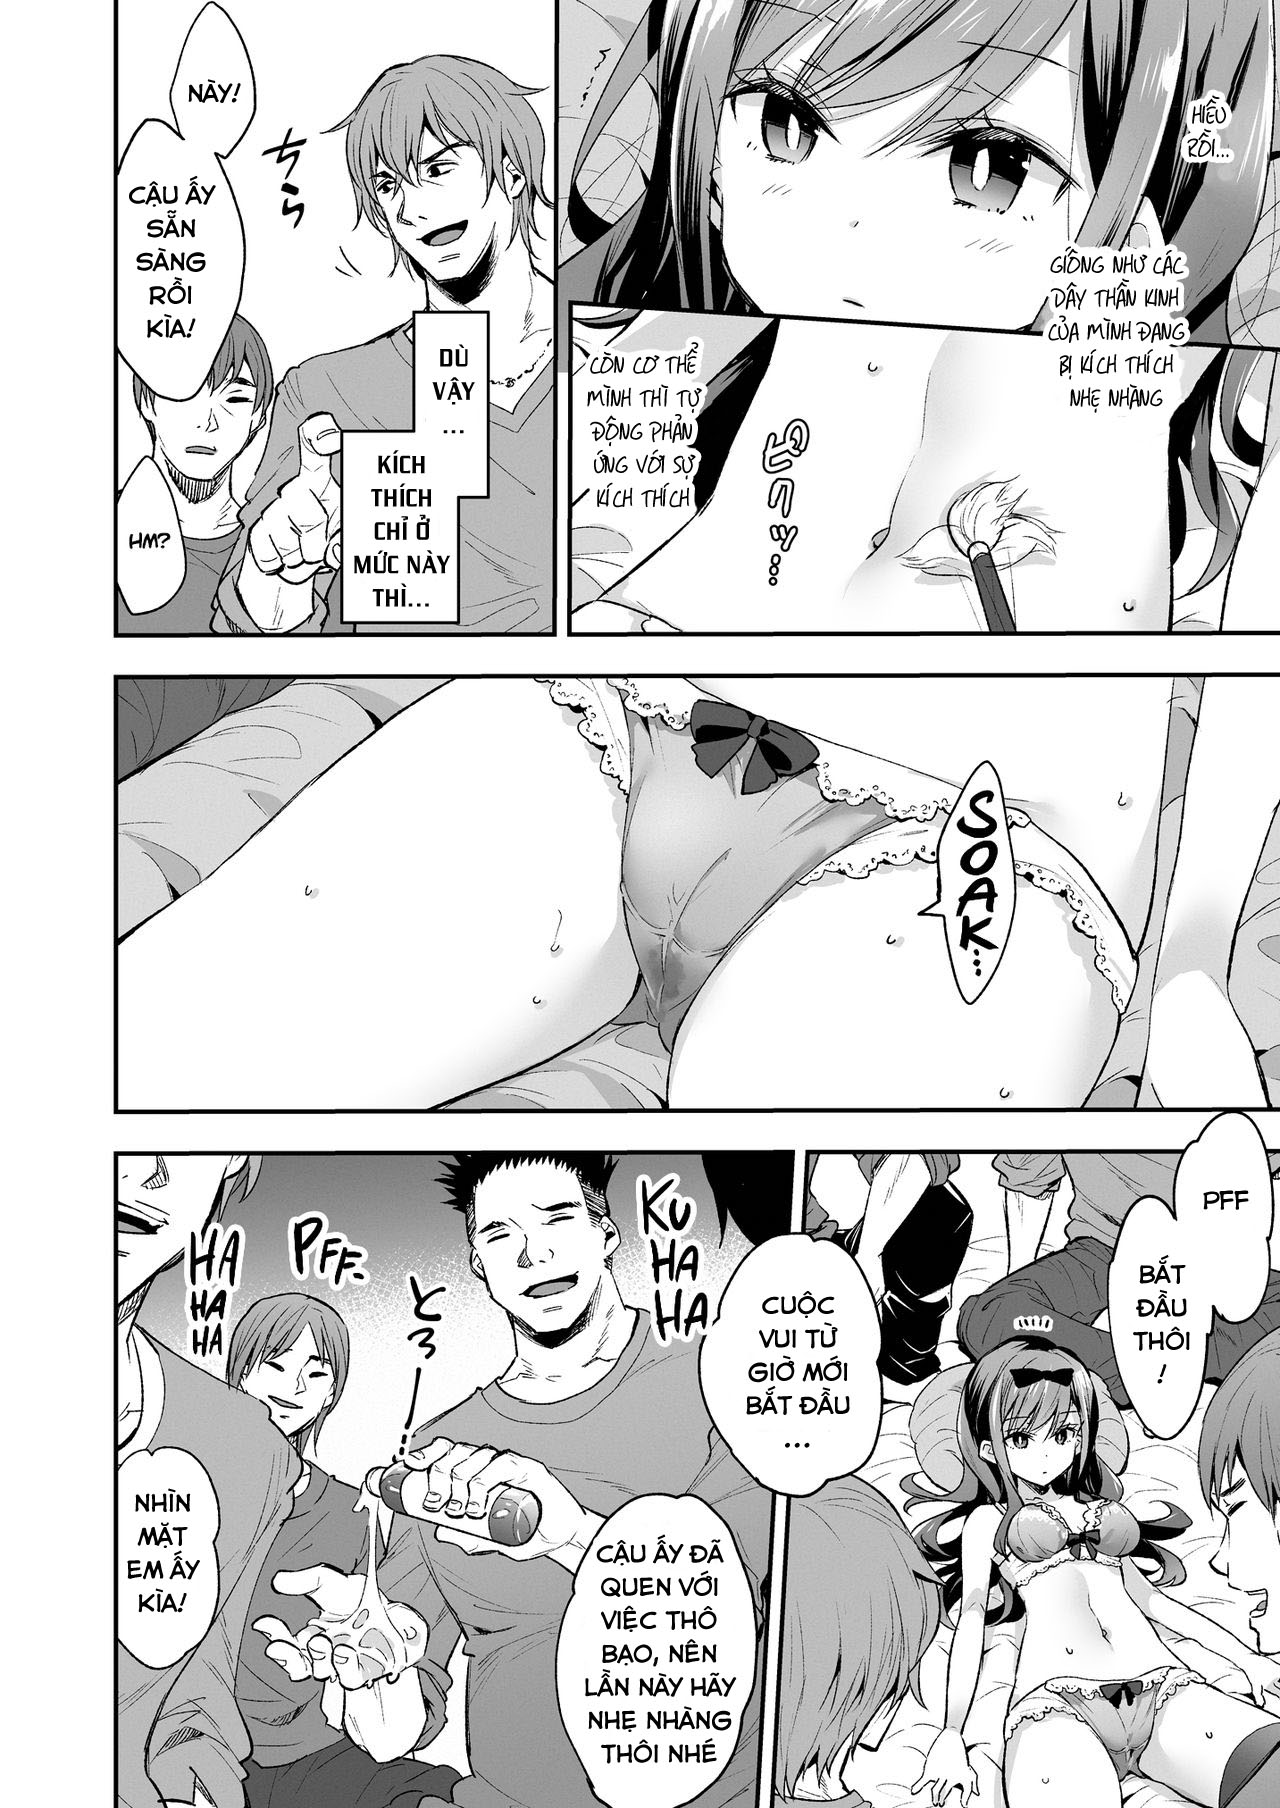 HIỂU
RỒI...
GIỐNG NHƯ CÁC
DÂY THẦN KINH
CỦA MÌNH ĐANG
BỊ KÍCH THÍCH
NHẸ NHÀNG
CÒN CƠ THỂ
MÌNH THÌ TỰ
ĐỘNG PHẢN
ỨNG VỚI SỰ
KÍCH THÍCH
ピクッ…
DÙ
VẬY
...
KÍCH
THÍCH
CHỈ Ở
MỨC NÀY
THÌ...
ちら
NÀY!
CẬU ẤY
SẴN
SÀNG
RỒI
KÌA!
HM?
SOAK...
PFF
BẮT
ĐẦU
THÔI
!
CUỘC
VUI TỪ
GIỜ MỚI
BẮT ĐẦU
...
KU
HA
HA
とろ…
PFF.
HA
HA
HA
CẬU ẤY ĐÃ
QUEN VỚI
VIỆC THÔ
BẠO, NÊN
LẦN NÀY HÃY
NHẸ NHÀNG
THÔI NHÉ
NHÌN
MẶT
EM ẤY
KÌA!